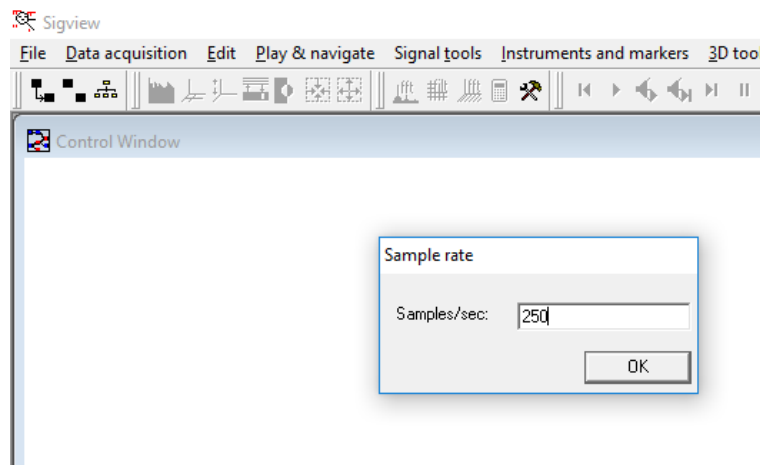 Sigview
File Data acquisition Edit Play & navigate Signal tools Instruments and markers 3D too
Control Window
Sample rate
Samples/sec: 250
OK